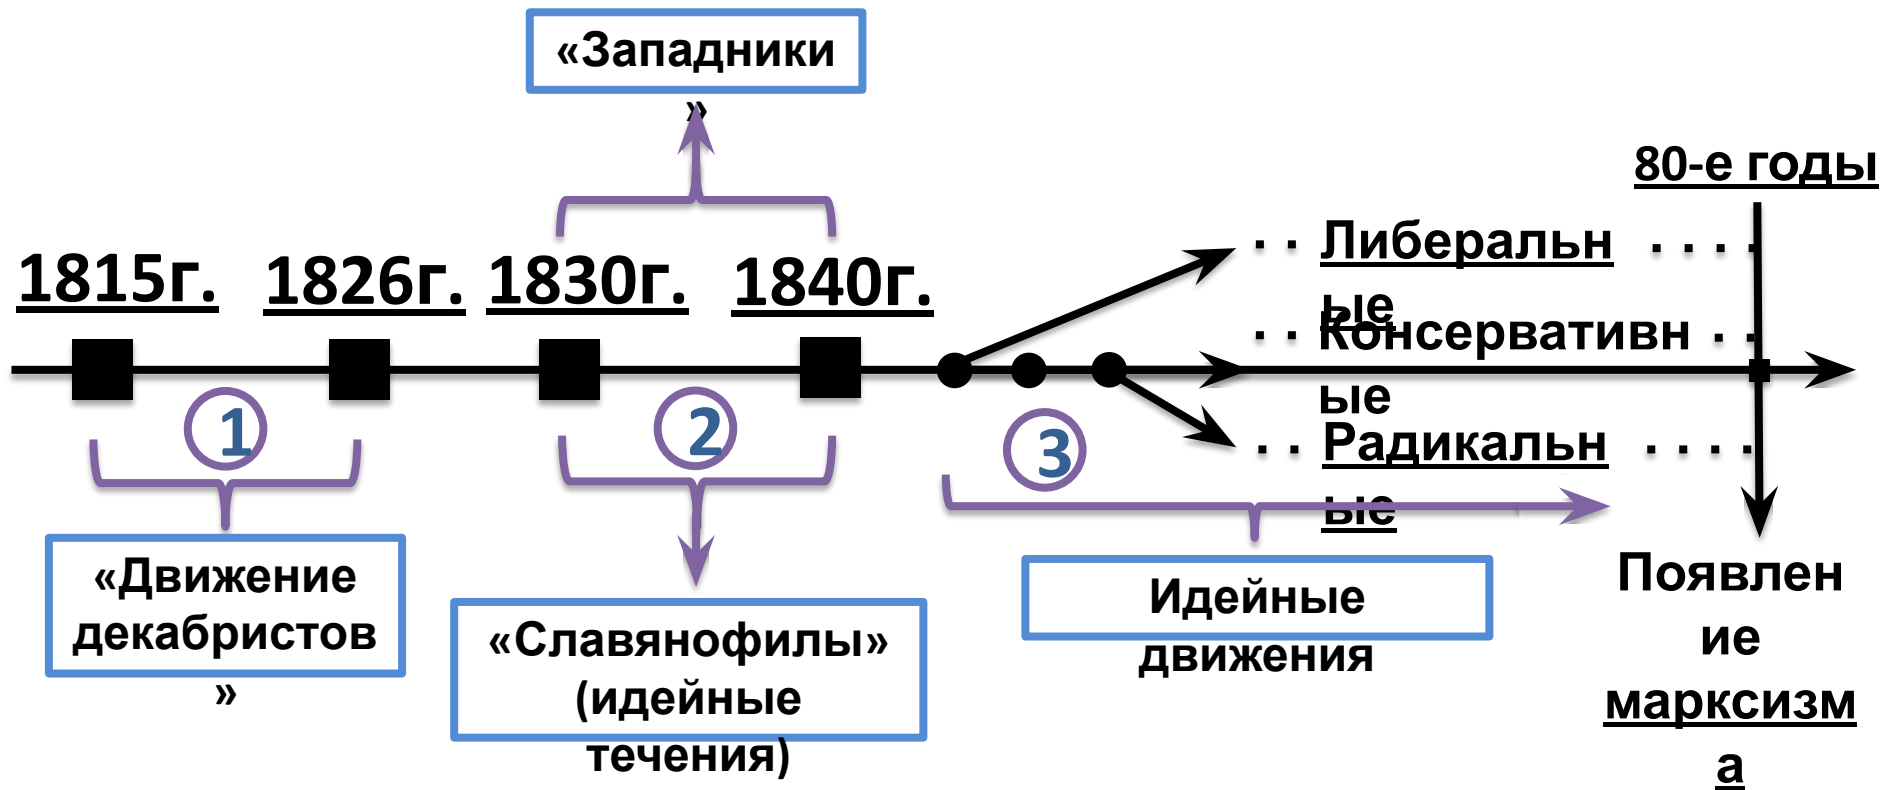 «Западники
»
80-е годы
1815г.
1826г.
1830г.
1840г.
. . Либеральн . . . .
ые
. . Консервативн . .
ые
. . Радикальн . . . .
ые
1
2
3
«Движение
декабристов
»
«Славянофилы»
(идейные
течения)
Идейные
движения
Появлен
ие
марксизм
а